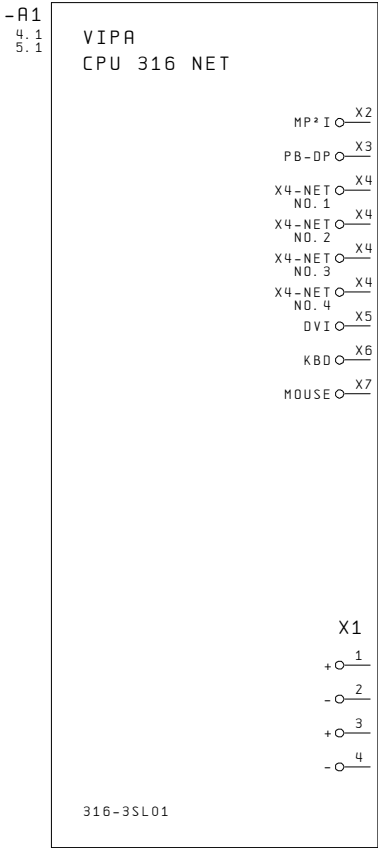 -A1
4.1
5.1
VIPA
CPU 316 NET
MP²I X2
PB-DP X3
X4-NET X4
NO.1
X4-NET X4
NO.2
X4-NET X4
NO.3
X4-NET X4
NO.4
DVI X5
KBD X6
MOUSE X7
X1
+ 1
- 2
+ 3
- 4
316-3SL01